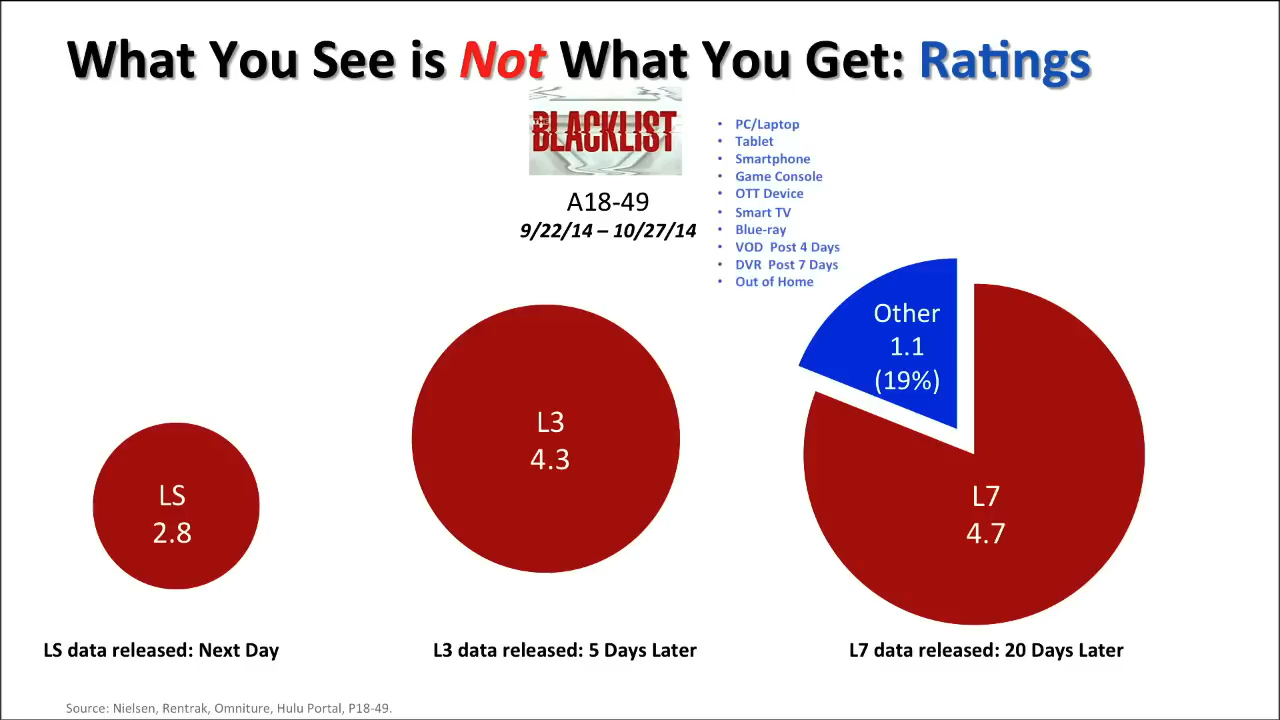 What You See is Not What You Get: Ratings
THE BLACKLIST
A18-49
9/22/14 – 10/27/14
• PC/Laptop
• Tablet
• Smartphone
• Game Console
• OTT Device
• Smart TV
• Blue-ray
• VOD Post 4 Days
• DVR Post 7 Days
• Out of Home
LS
2.8
L3
4.3
Other
1.1
(19%)
L7
4.7
LS data released: Next Day
L3 data released: 5 Days Later
L7 data released: 20 Days Later
Source: Nielsen, Rentrak, Omniture, Hulu Portal, P18-49.